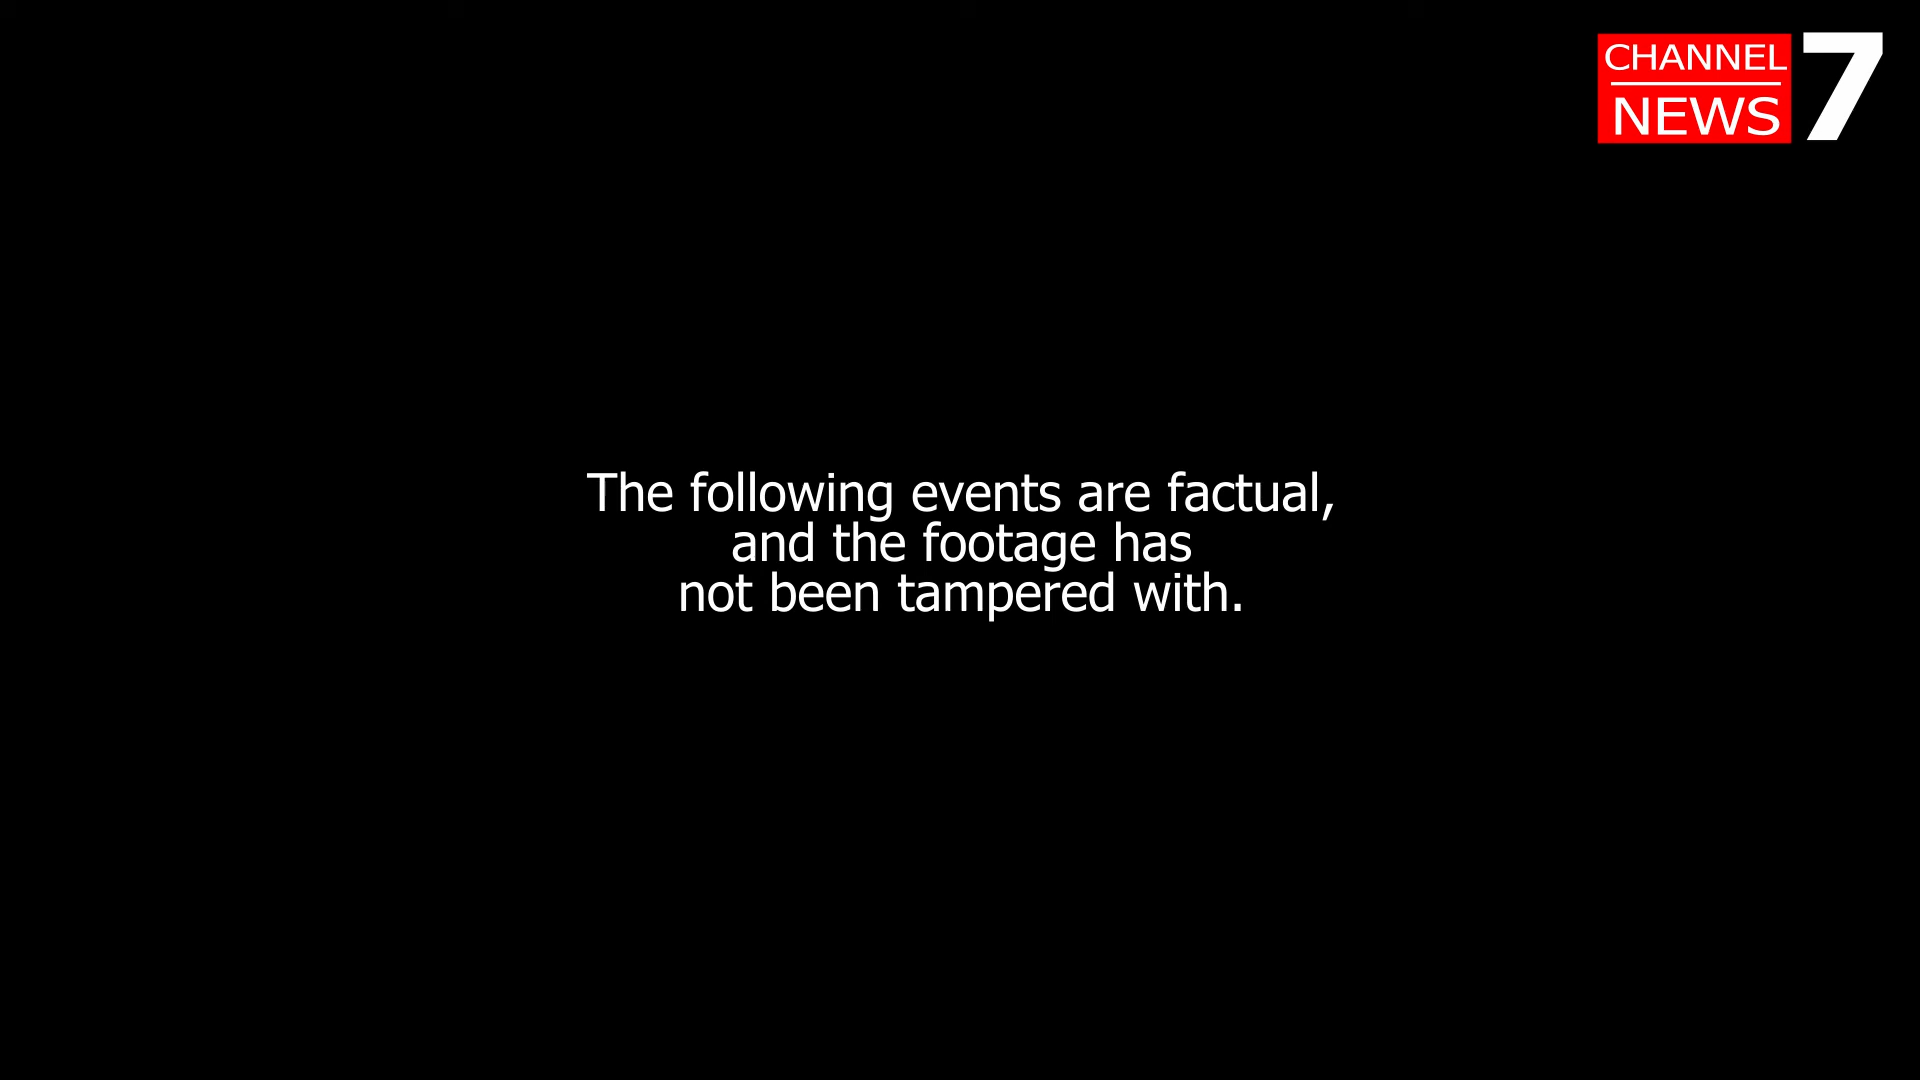 CHANNEL
NEWS
7
The following events are factual,
and the footage has
not been tampered with.